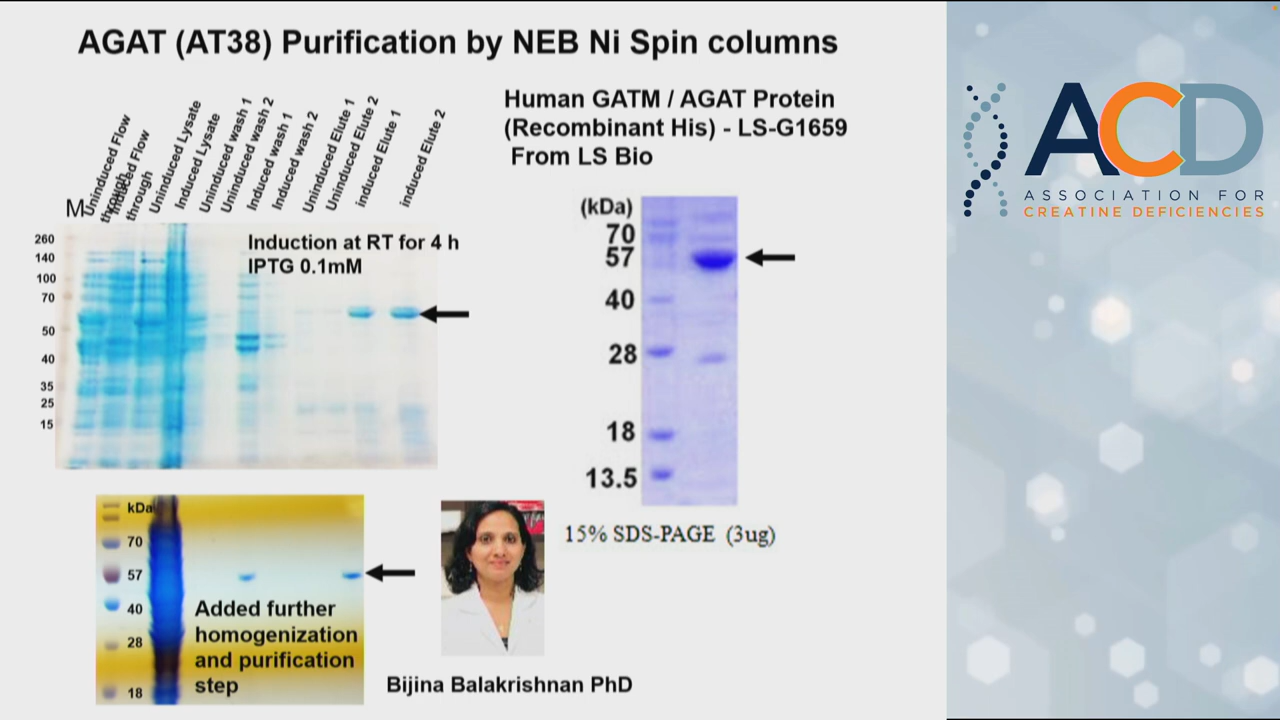 AGAT (AT38) Purification by NEB Ni Spin columns
M
Uninduced Flow
through
Induced Flow
through
Uninduced Lysate
Induced Lysate
Uninduced wash 1
Uninduced wash 2
Induced wash 1
Induced wash 2
Uninduced Elute 1
Uninduced Elute 2
induced Elute 1
induced Elute 2
260
140
100
70
50
40
35
25
15
Induction at RT for 4 h
IPTG 0.1mM
Human GATM / AGAT Protein
(Recombinant His) - LS-G1659
From LS Bio
(kDa)
70
57
40
28
18
13.5
15% SDS-PAGE (3ug)
kDa
70
57
40
28
18
Added further
homogenization
and purification
step
Bijina Balakrishnan PhD
ACD
ASSOCIATION FOR
CREATINE DEFICIENCIES